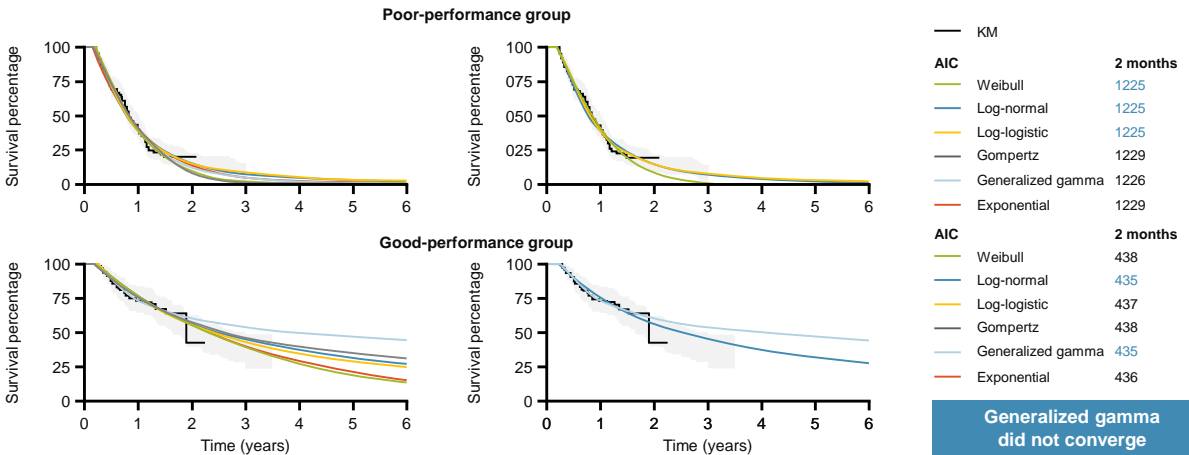 Poor-performance group
Survival percentage
100
75
50
25
0
0 1 2 3 4 5 6
Survival percentage
100
075
50
025
0
0 1 2 3 4 5 6
Good-performance group
Survival percentage
100
75
50
25
0
0 1 2 3 4 5 6
Time (years)
Survival percentage
100
75
50
25
0
0 1 2 3 4 5 6
Time (years)
KM
AIC 2 months
Weibull 1225
Log-normal 1225
Log-logistic 1225
Gompertz 1229
Generalized gamma 1226
Exponential 1229
AIC 2 months
Weibull 438
Log-normal 435
Log-logistic 437
Gompertz 438
Generalized gamma 435
Exponential 436
Generalized gamma
did not converge